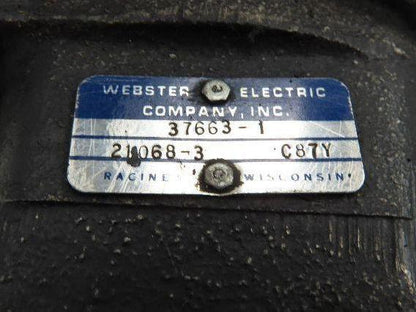 WEBSTER ELECTRIC
COMPANY, INC.
37663-1
21068-3 C87Y
RACINE WISCONSIN